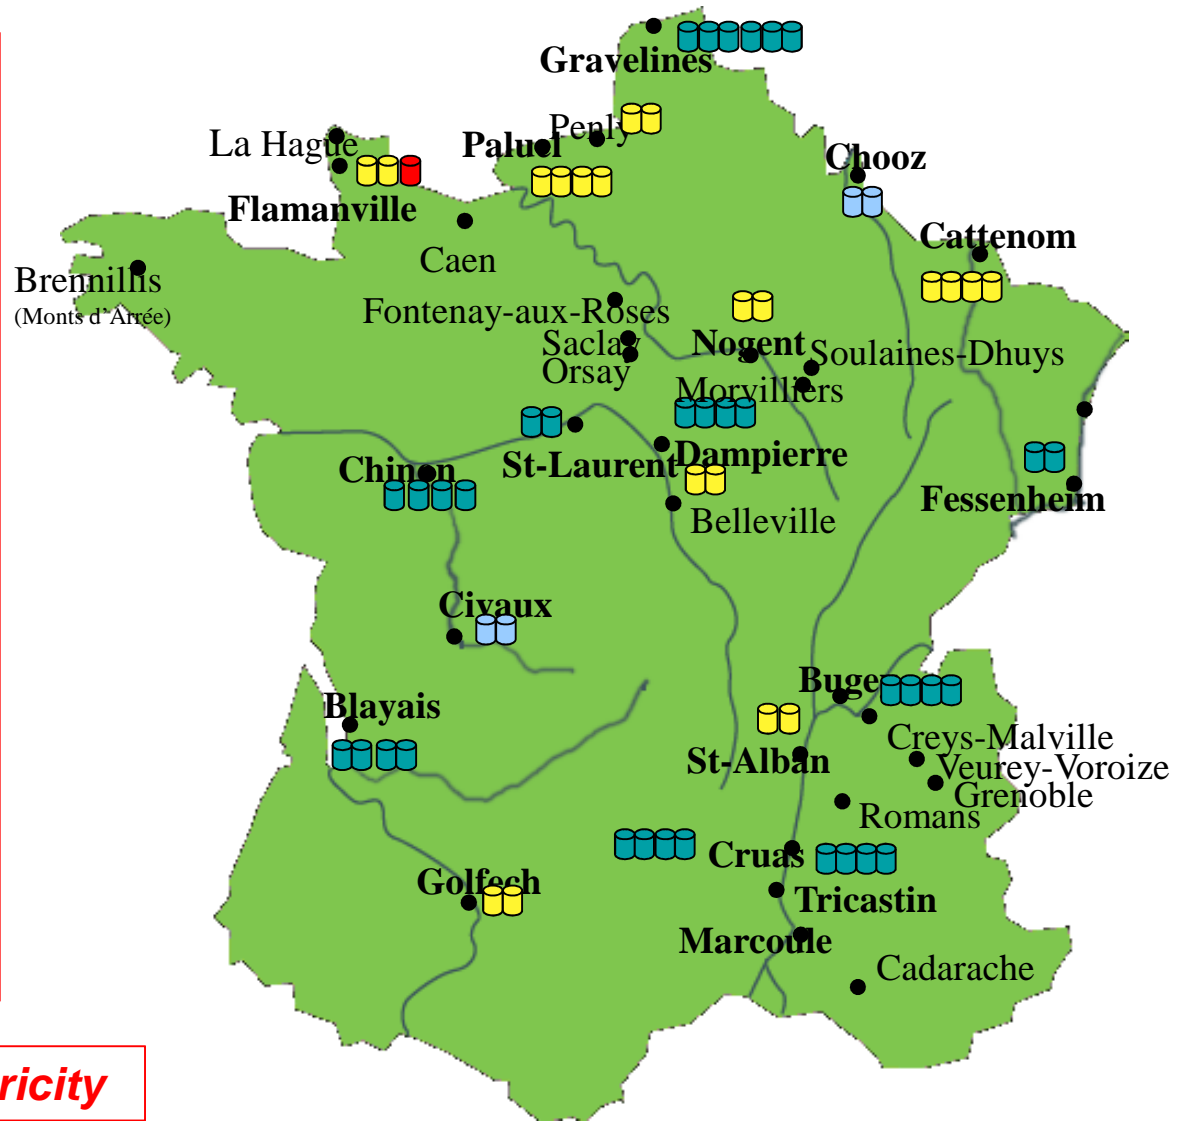 Gravelines
Penly
Paluel
La Hague
Chooz
Flamanville
Cattenom
Caen
Brennillis
(Monts d'Arrée)
Fontenay-aux-Roses
Saclay
Nogent
Soulaines-Dhuys
Orsay
Morvilliers
Dampierre
St-Laurent
Chinon
Fessenheim
Belleville
Civaux
Bugey
Blayais
Creys-Malville
St-Alban
Veurey-Voroize
Grenoble
Romans
Cruas
Golfech
Tricastin
Marcoule
Cadarache
ricity